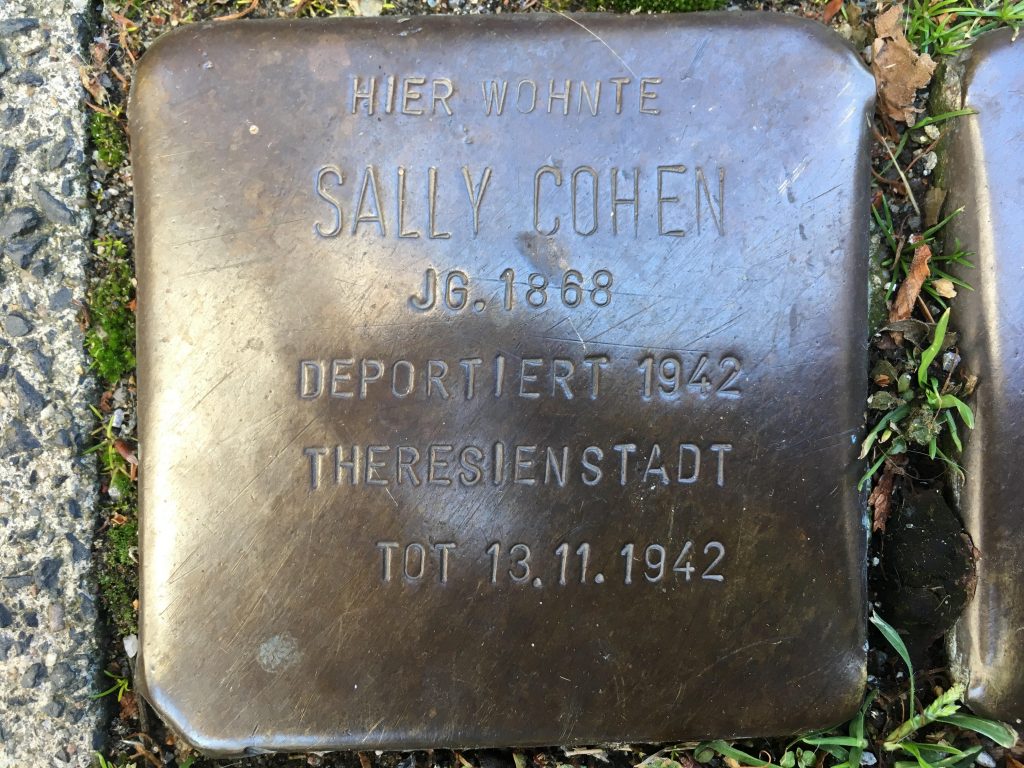 HIER WOHNTE
SALLY COHEN
JG. 1868
DEPORTIERT 1942
THERESIENSTADT
TOT 13.11.1942